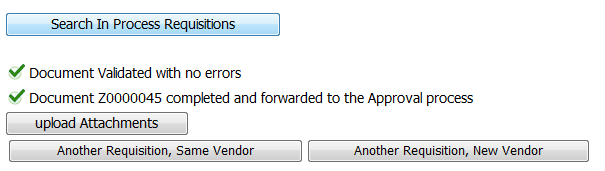 Search In Process Requisitions
Document Validated with no errors
Document Z0000045 completed and forwarded to the Approval process
upload Attachments
Another Requisition, Same Vendor
Another Requisition, New Vendor